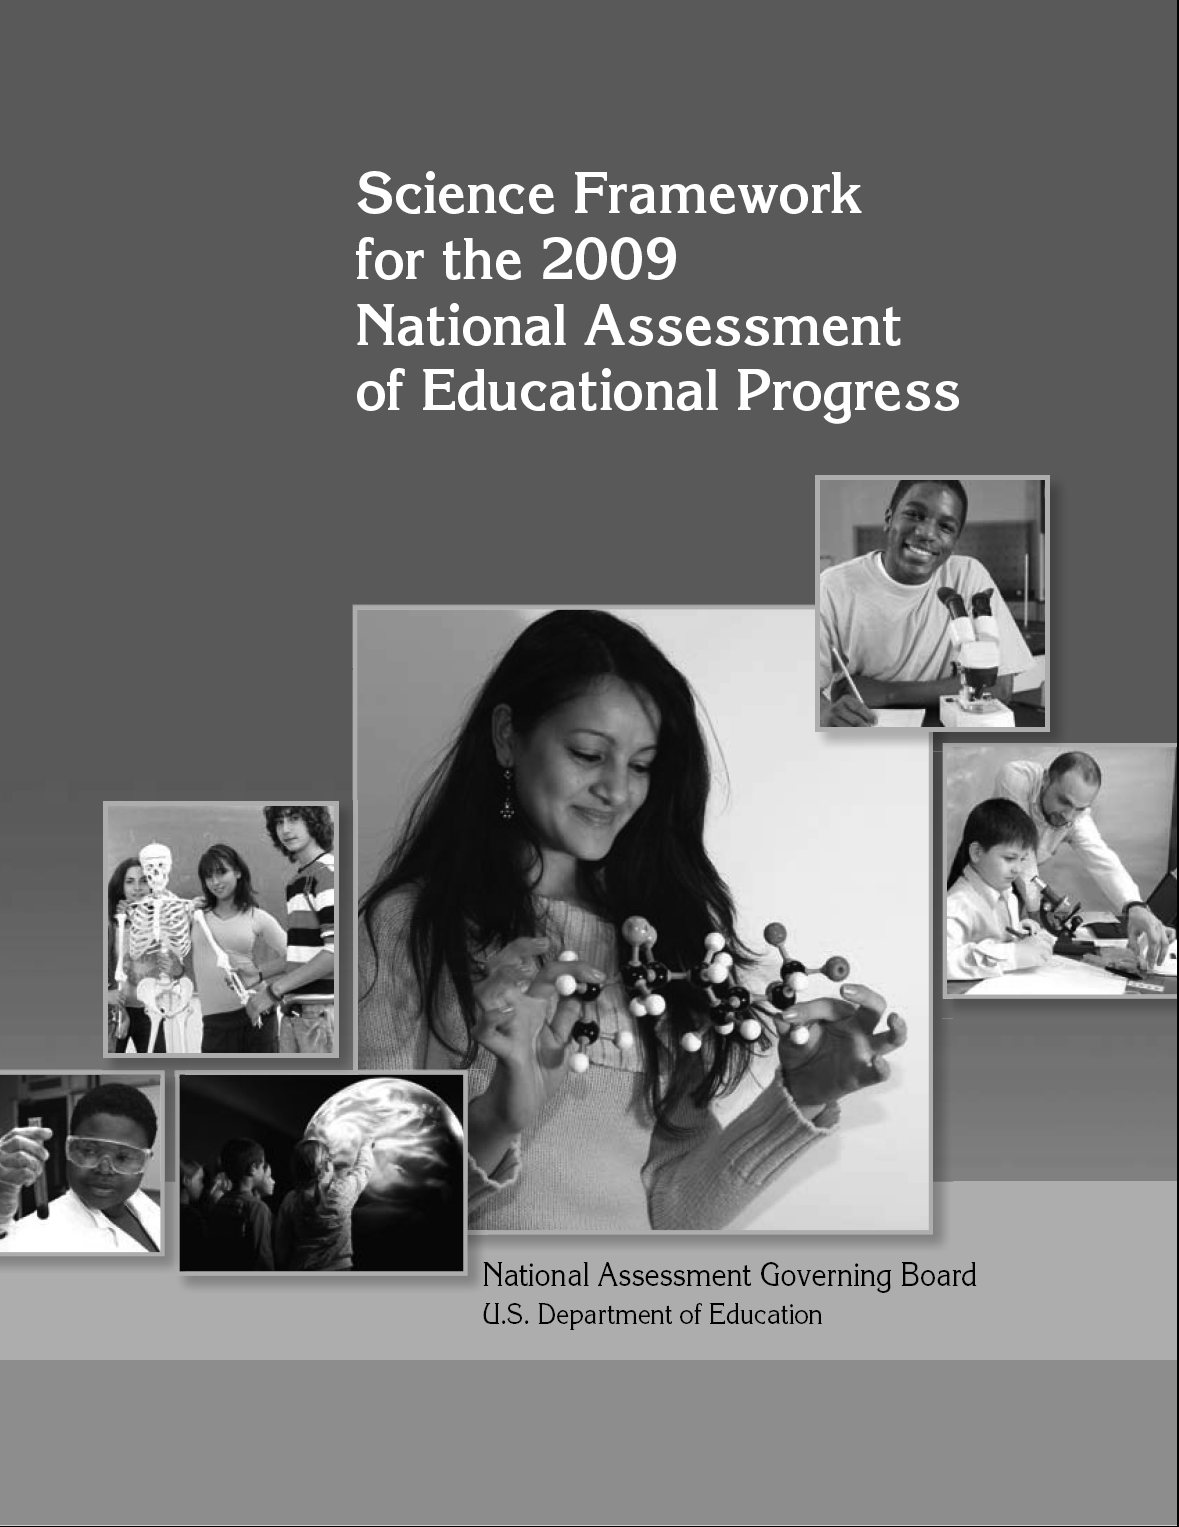 Science Framework
for the 2009
National Assessment
of Educational Progress
National Assessment Governing Board
U.S. Department of Education